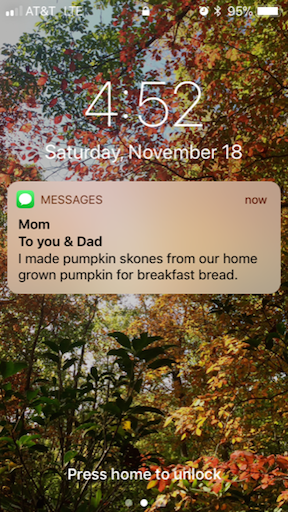 AT&T LTE 95%
4:52
Saturday, November 18
MESSAGES now
Mom
To you & Dad
I made pumpkin skones from our home
grown pumpkin for breakfast bread.
Press home to unlock